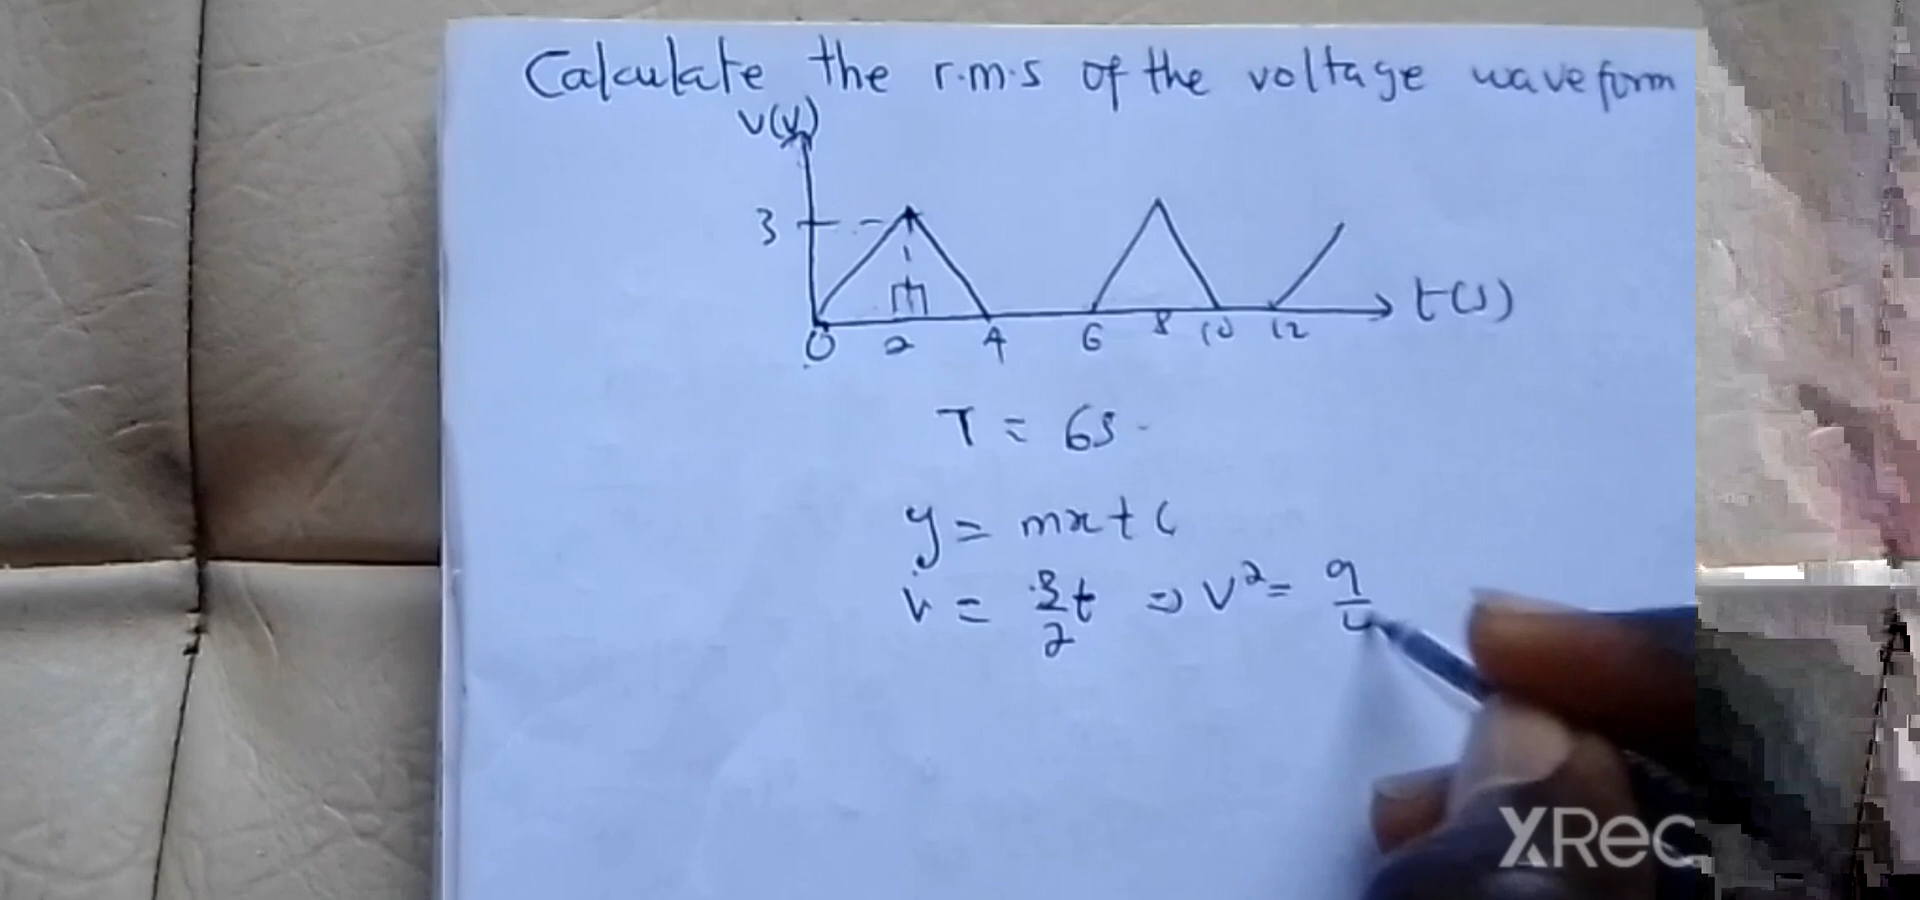 Calculate the r.m.s of the voltage waveform
V(v)
3
t(s)
0 2 4 6 8 10 12
T = 6s
y = mx + c
v = 3/2 t ⇒ v² = 9/4
XRec